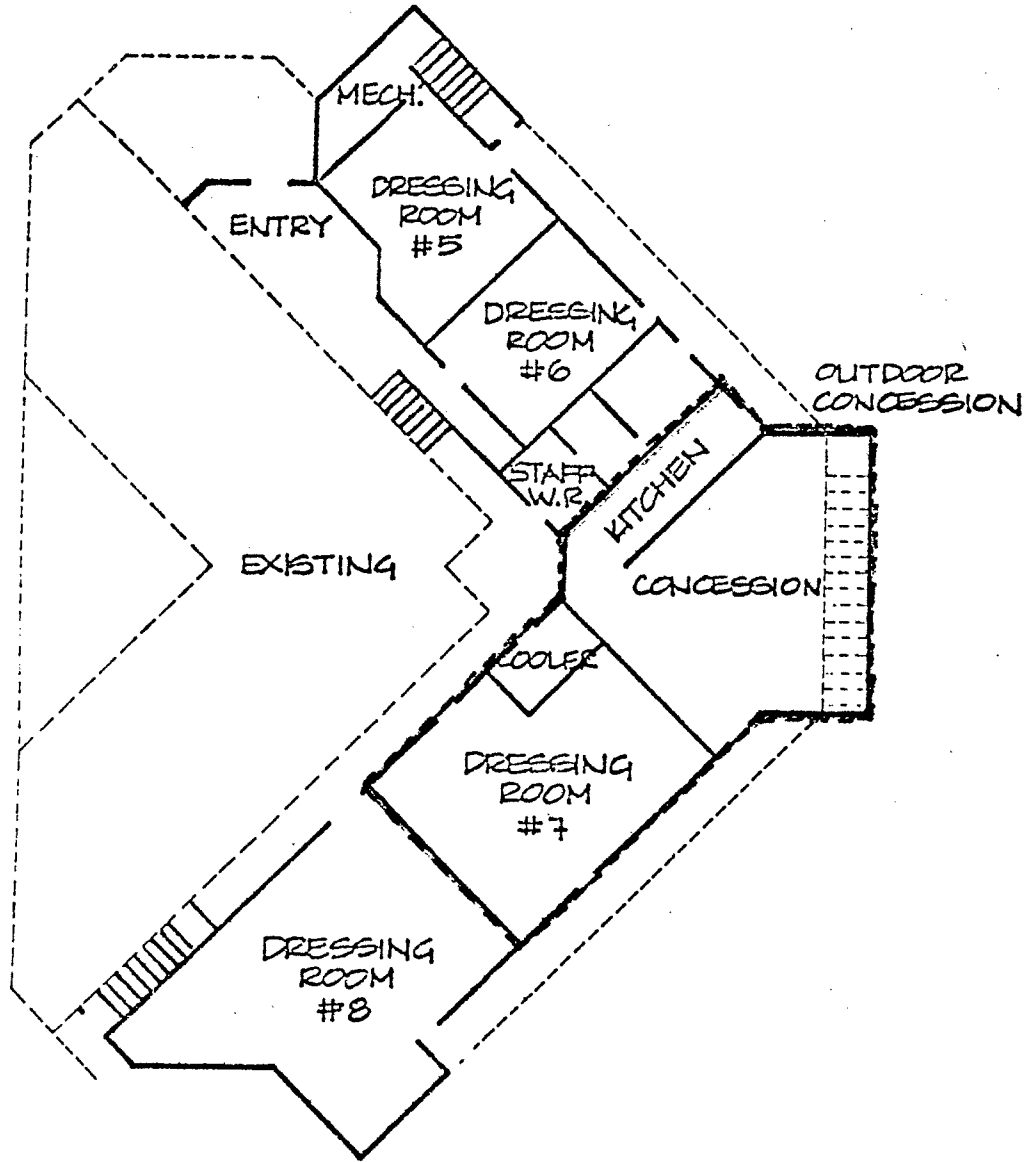 MECH.
DRESSING
ROOM
#5
ENTRY
DRESSING
ROOM
#6
OUTDOOR
CONCESSION
STAFF
W.R.
KITCHEN
EXISTING
CONCESSION
COOLER
DRESSING
ROOM
#7
DRESSING
ROOM
#8